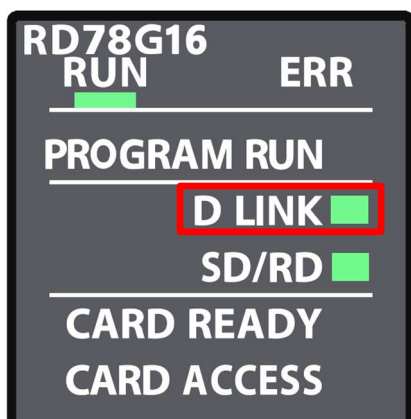 RD78G16
RUN ERR
PROGRAM RUN
D LINK
SD/RD
CARD READY
CARD ACCESS